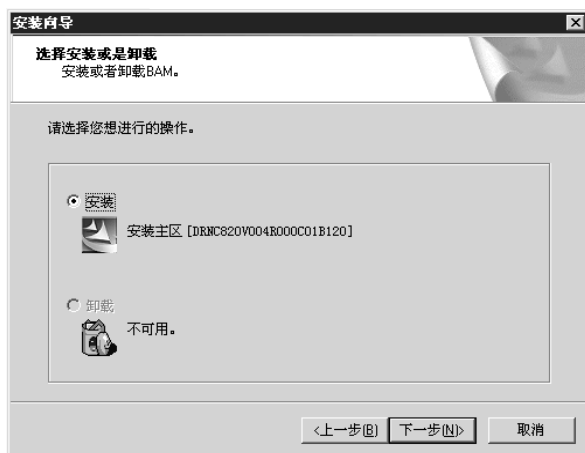 安装向导
选择安装或是卸载
安装或者卸载BAM。
请选择您想进行的操作。
安装
安装主区 [DRNC820V004R000C01B120]
卸载
不可用。
<上一步(B) 下一步(N)> 取消